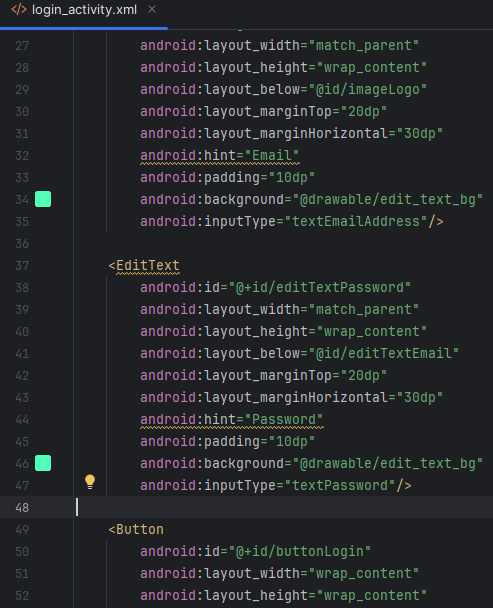 </> login_activity.xml ×
27 android:layout_width="match_parent"
28 android:layout_height="wrap_content"
29 android:layout_below="@id/imageLogo"
30 android:layout_marginTop="20dp"
31 android:layout_marginHorizontal="30dp"
32 android:hint="Email"
33 android:padding="10dp"
34 android:background="@drawable/edit_text_bg"
35 android:inputType="textEmailAddress"/>
36
37 <EditText
38 android:id="@+id/editTextPassword"
39 android:layout_width="match_parent"
40 android:layout_height="wrap_content"
41 android:layout_below="@id/editTextEmail"
42 android:layout_marginTop="20dp"
43 android:layout_marginHorizontal="30dp"
44 android:hint="Password"
45 android:padding="10dp"
46 android:background="@drawable/edit_text_bg"
47 android:inputType="textPassword"/>
48
49 <Button
50 android:id="@+id/buttonLogin"
51 android:layout_width="wrap_content"
52 android:layout_height="wrap_content"